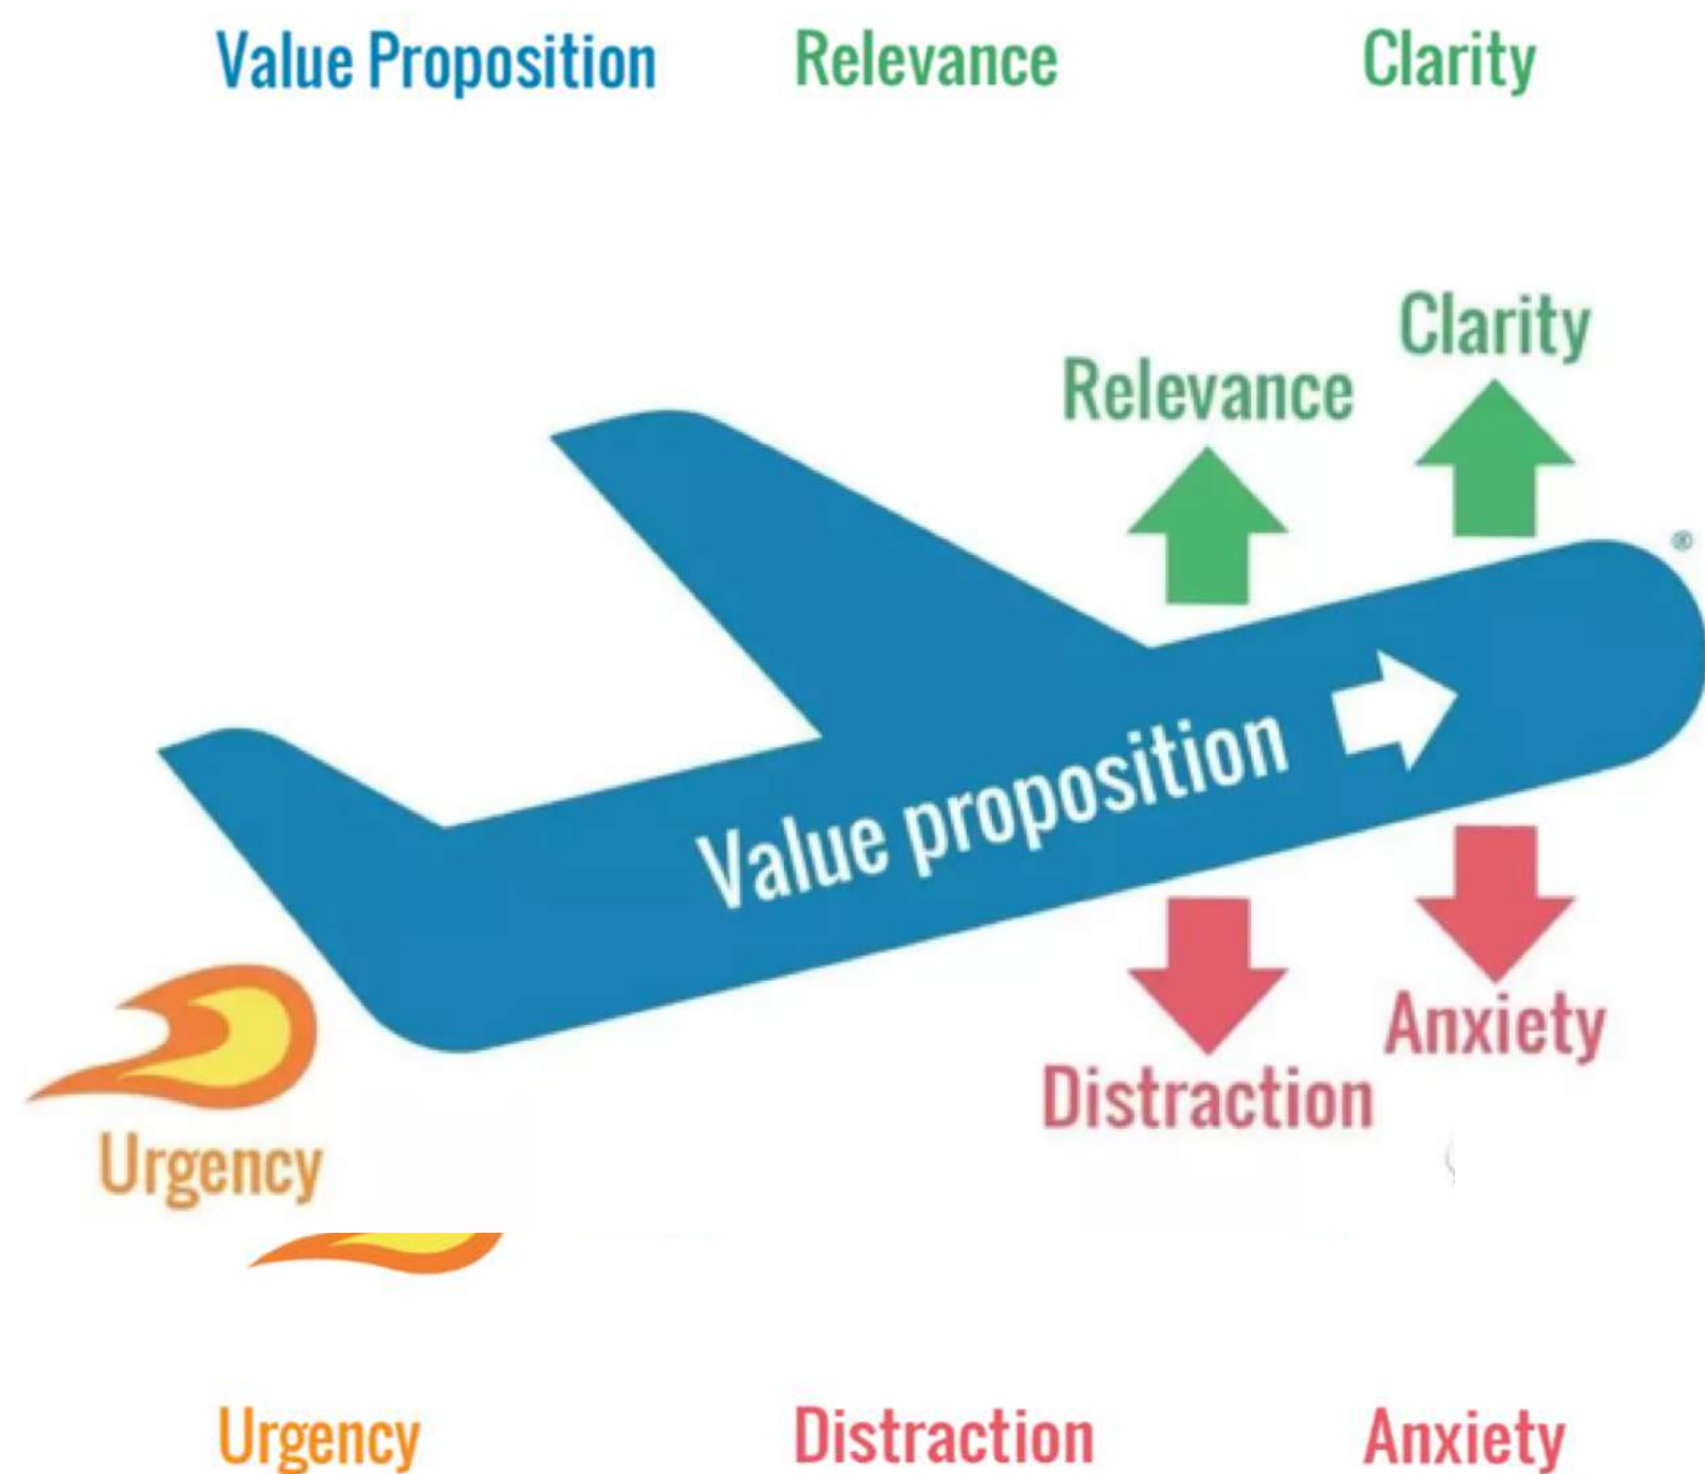 Value Proposition Relevance Clarity
Clarity
Relevance
®
Value proposition
Anxiety
Distraction
Urgency
Urgency Distraction Anxiety